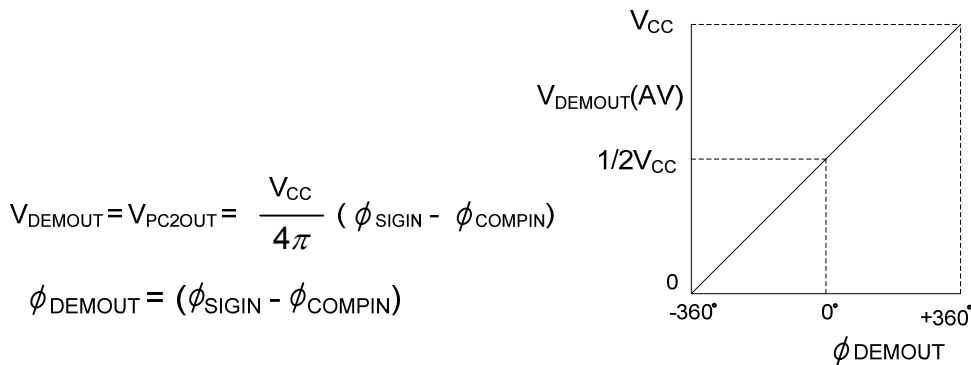 V_CC
V_DEMOUT(AV)
1/2V_CC
V_DEMOUT = V_PC2OUT = V_CC / 4π ( ϕ_SIGIN - ϕ_COMPIN)
ϕ_DEMOUT = (ϕ_SIGIN - ϕ_COMPIN)
0
-360° 0° +360°
ϕ DEMOUT